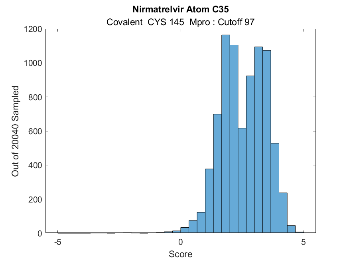 Nirmatrelvir Atom C35
Covalent CYS 145 Mpro : Cutoff 97
1200
1000
800
600
400
200
0
Out of 20040 Sampled
-5
0
5
Score